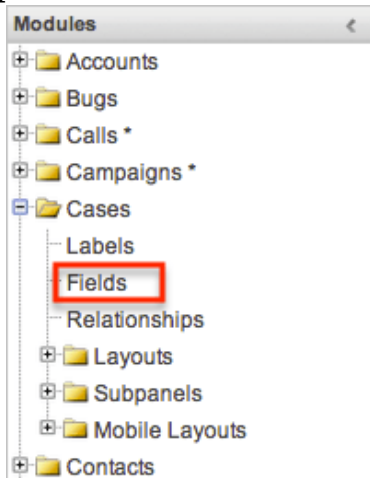 Modules
Accounts
Bugs
Calls *
Campaigns *
Cases
Labels
Fields
Relationships
Layouts
Subpanels
Mobile Layouts
Contacts